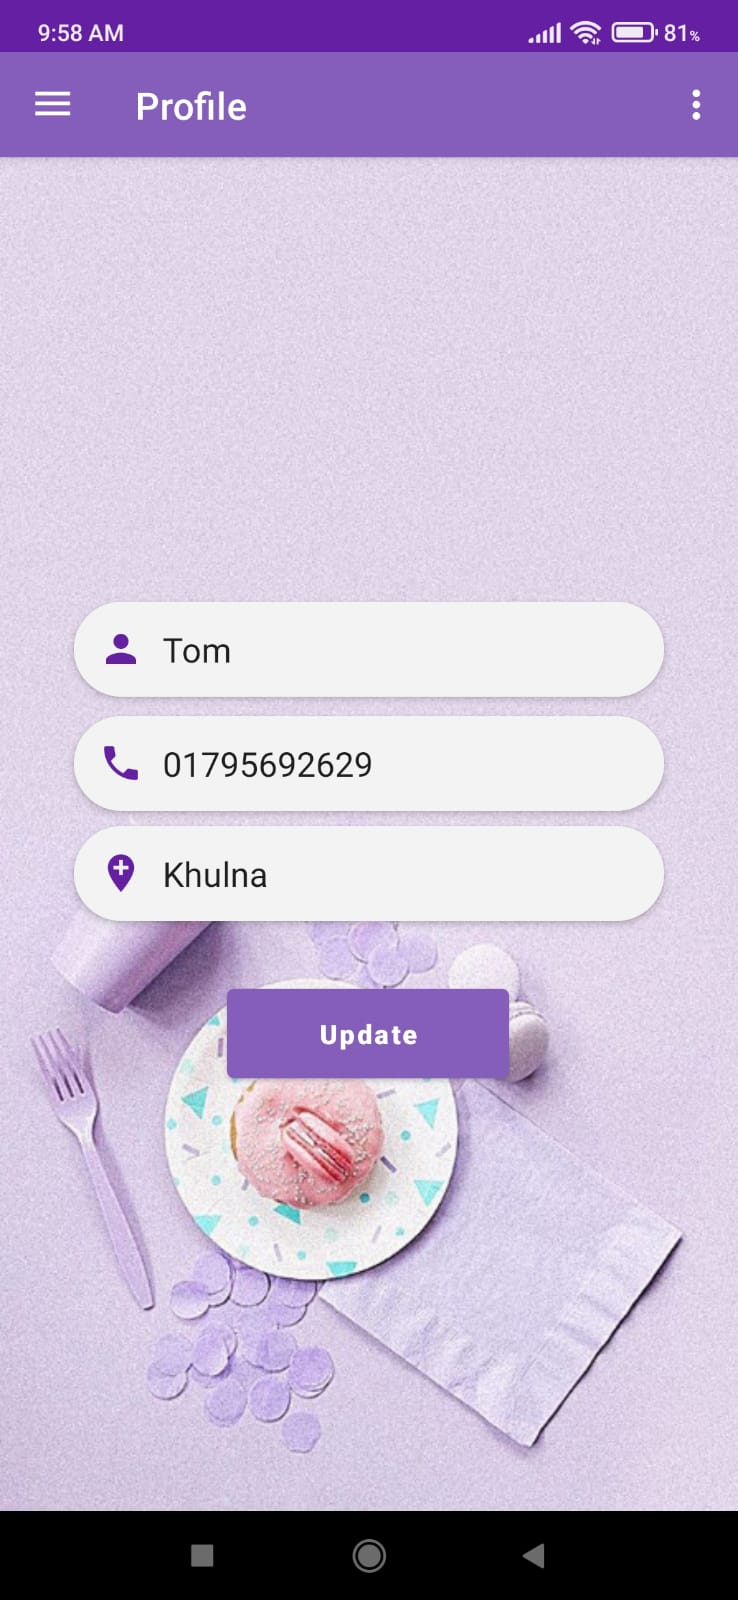 9:58 AM 81%
Profile
Tom
01795692629
Khulna
Update